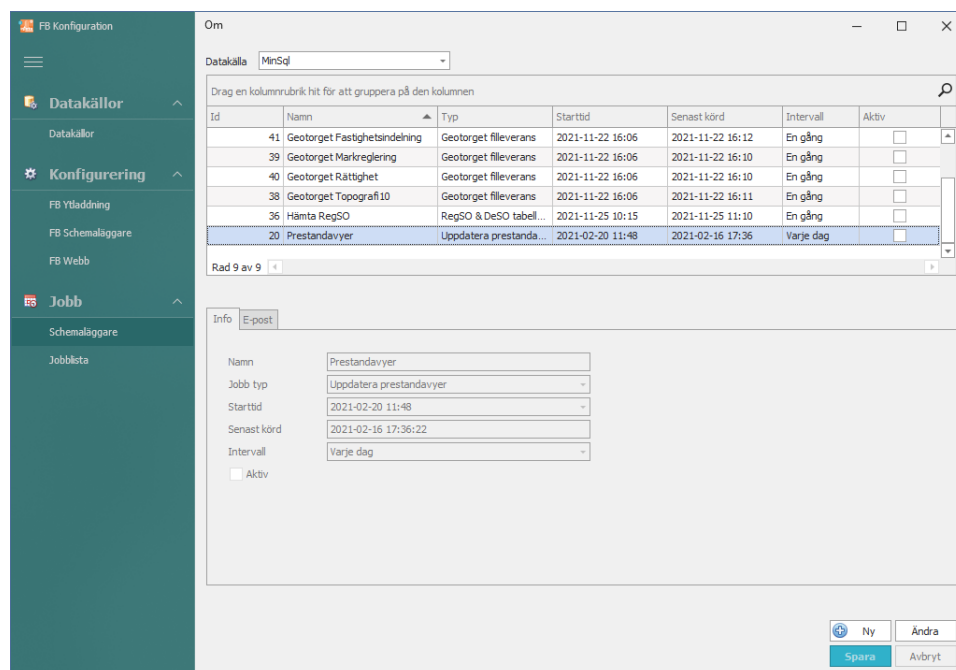 FB Konfiguration
Om
Datakällor
Datakällor
Konfigurering
FB Ytladdning
FB Schemaläggare
FB Webb
Jobb
Schemaläggare
Jobblista
Datakälla MinSql
Drag en kolumnrubrik hit för att gruppera på den kolumnen
Id Namn Typ Starttid Senast körd Intervall Aktiv
41 Geotorget Fastighetsindelning Geotorget filleverans 2021-11-22 16:06 2021-11-22 16:12 En gång
39 Geotorget Markreglering Geotorget filleverans 2021-11-22 16:06 2021-11-22 16:10 En gång
40 Geotorget Rättighet Geotorget filleverans 2021-11-22 16:06 2021-11-22 16:10 En gång
38 Geotorget Topografi10 Geotorget filleverans 2021-11-22 16:06 2021-11-22 16:11 En gång
36 Hämta RegSO RegSO & DeSO tabell... 2021-11-25 10:15 2021-11-25 11:10 En gång
20 Prestandavyer Uppdatera prestanda... 2021-02-20 11:48 2021-02-16 17:36 Varje dag
Rad 9 av 9
Info E-post
Namn Prestandavyer
Jobb typ Uppdatera prestandavyer
Starttid 2021-02-20 11:48
Senast körd 2021-02-16 17:36:22
Intervall Varje dag
Aktiv
Ny Ändra
Spara Avbryt